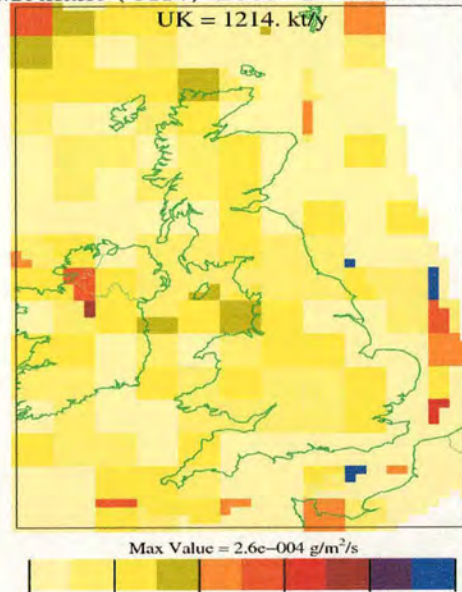 UK = 1214. kt/y
Max Value = 2.6e−004 g/m²/s